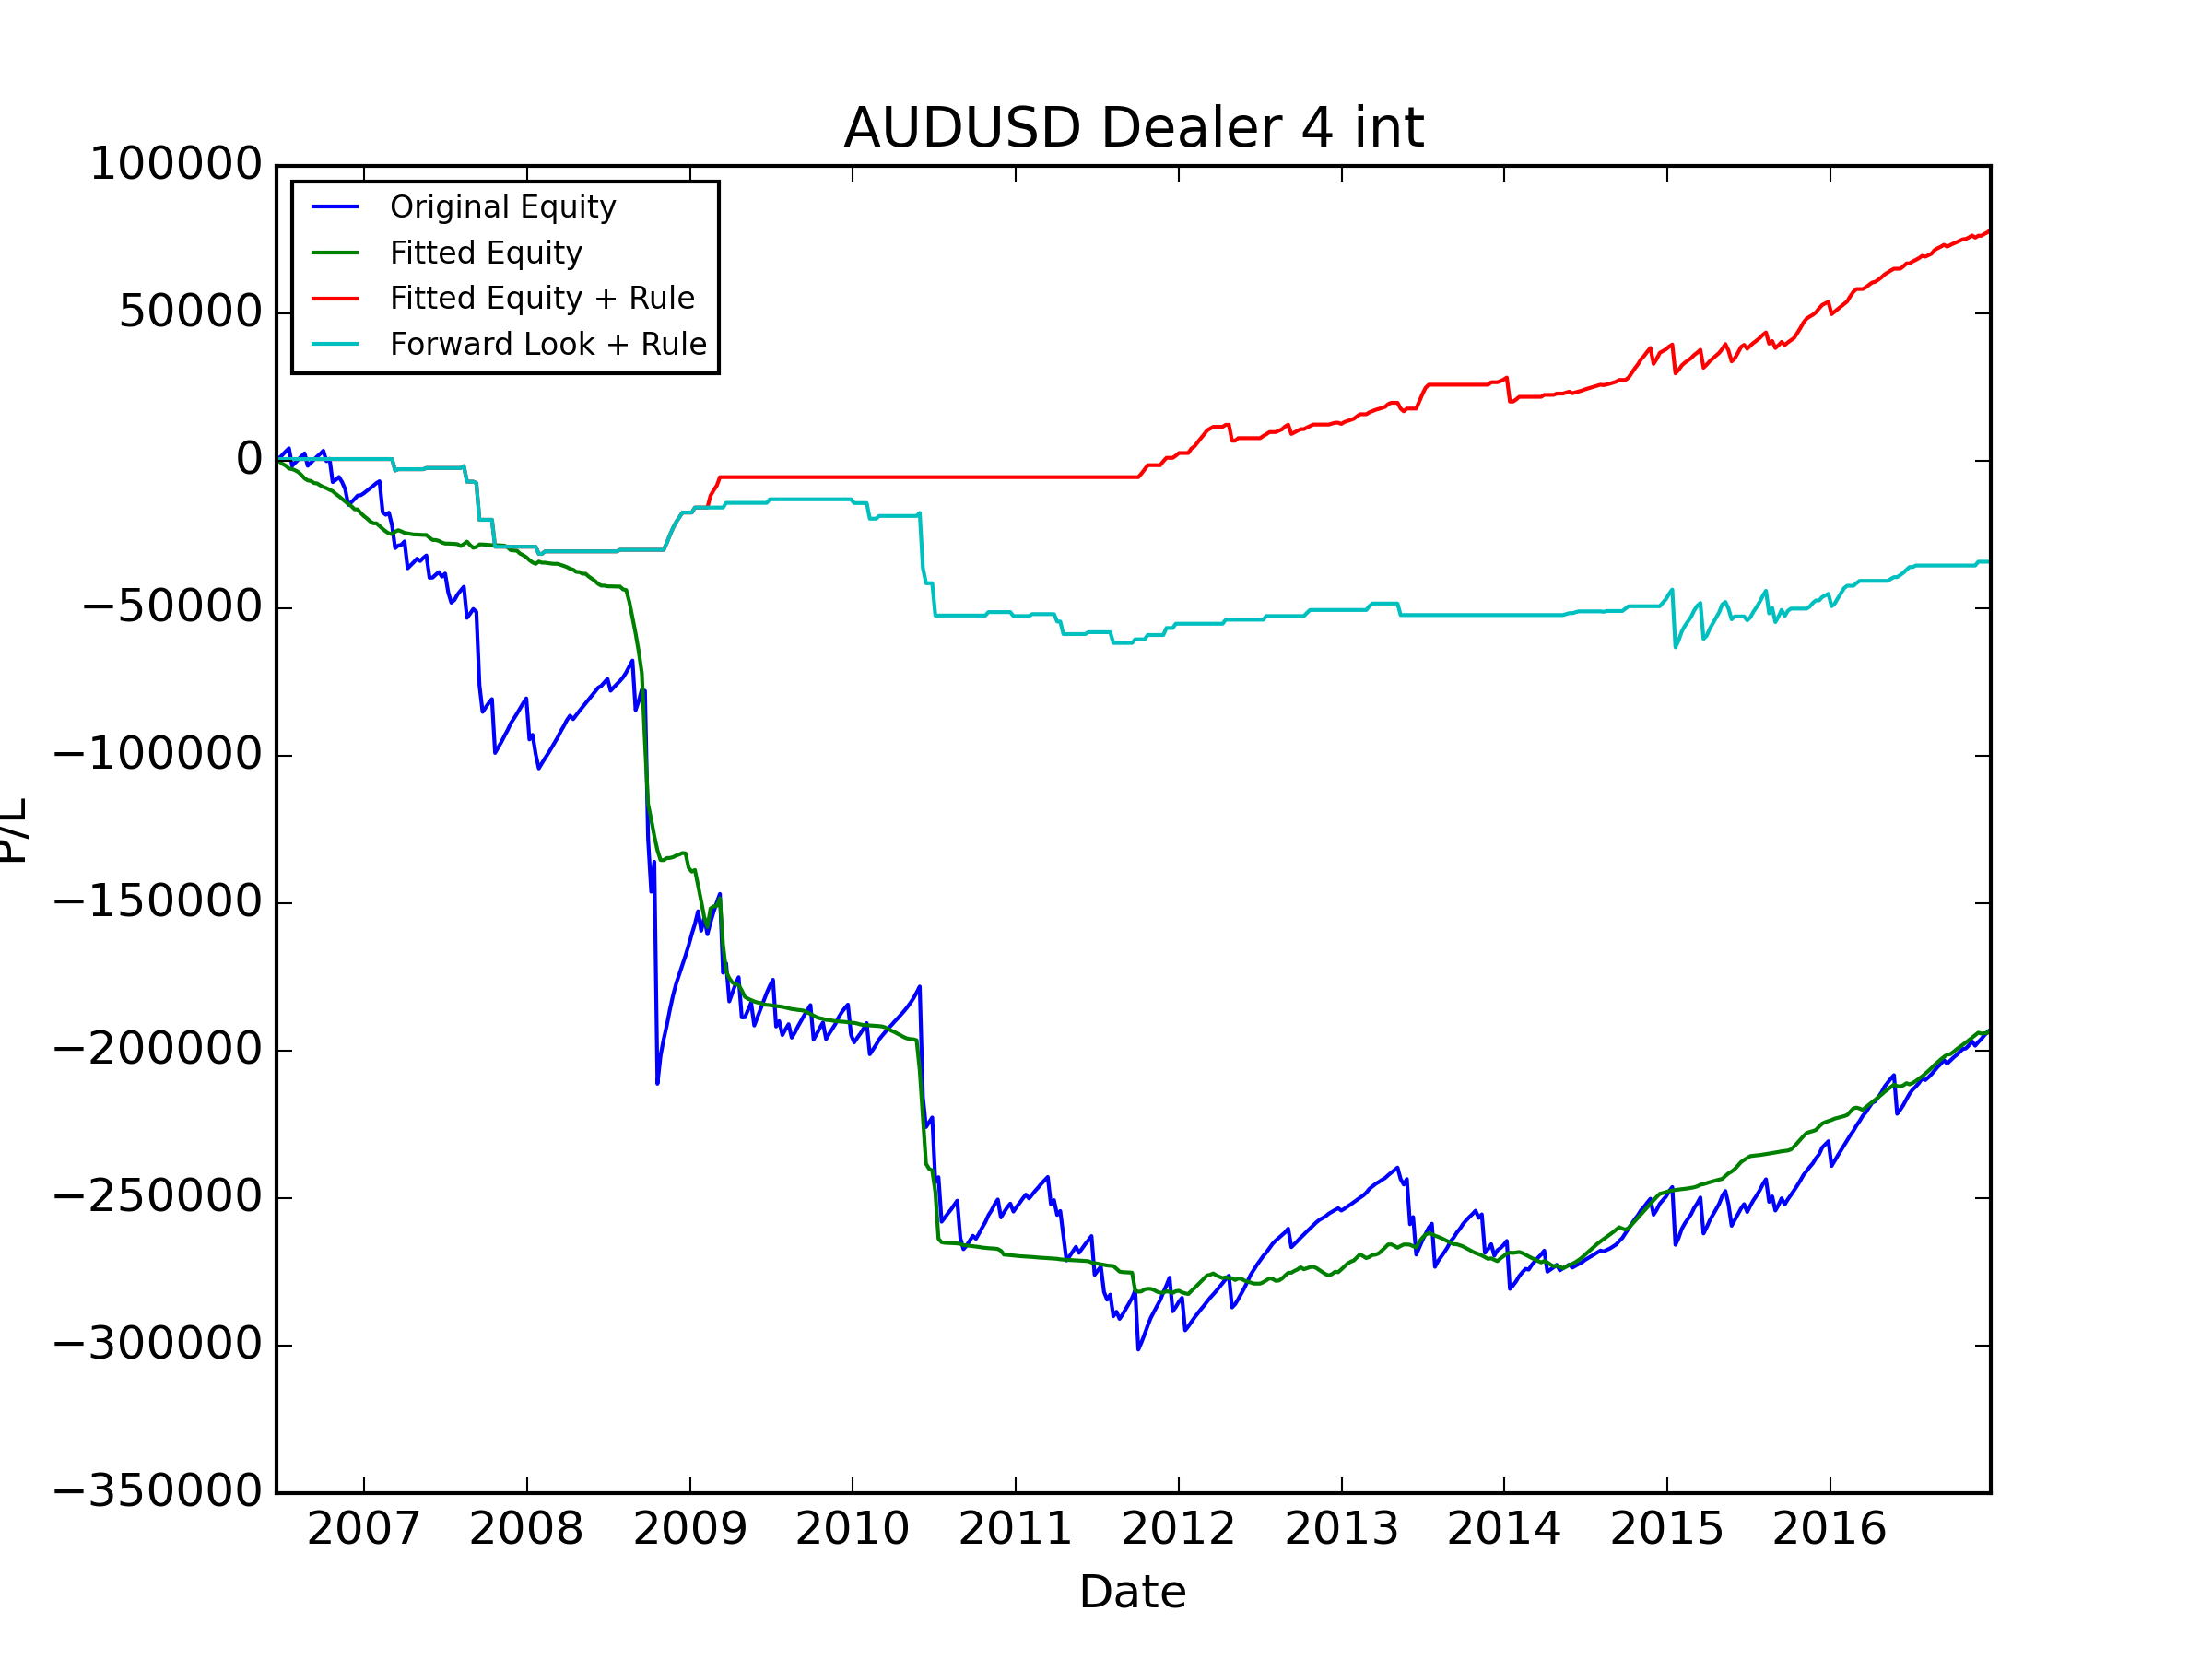 AUDUSD Dealer 4 int
100000
50000
0
−50000
−100000
−150000
−200000
−250000
−300000
−350000
P/L
Original Equity
Fitted Equity
Fitted Equity + Rule
Forward Look + Rule
2007 2008 2009 2010 2011 2012 2013 2014 2015 2016
Date